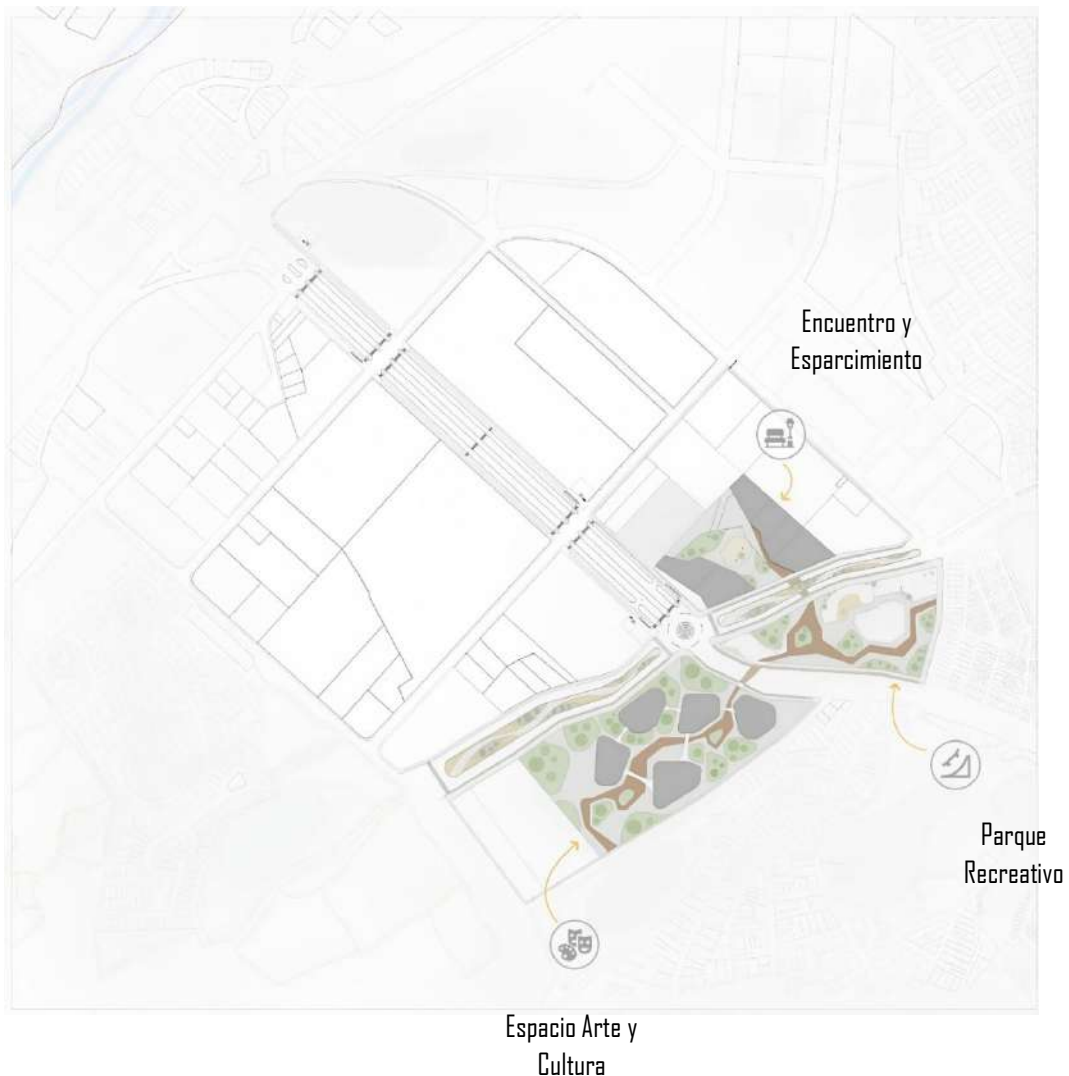 Encuentro y
Esparcimiento
Parque
Recreativo
Espacio Arte y
Cultura